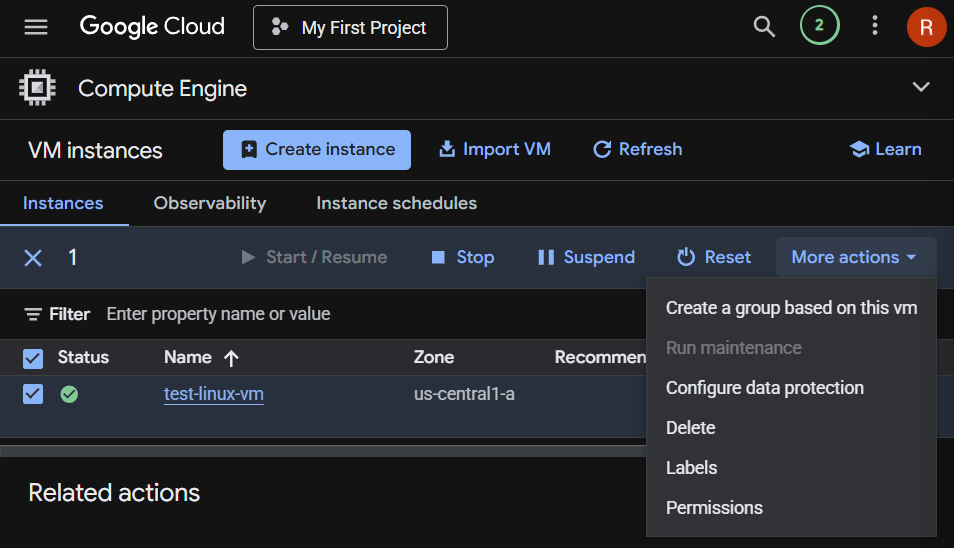 Google Cloud My First Project 2 R
Compute Engine
VM instances Create instance Import VM Refresh Learn
Instances Observability Instance schedules
1 Start / Resume Stop Suspend Reset More actions
Create a group based on this vm
Run maintenance
Configure data protection
Delete
Labels
Permissions
Filter Enter property name or value
Status Name Zone Recommen
test-linux-vm us-central1-a
Related actions